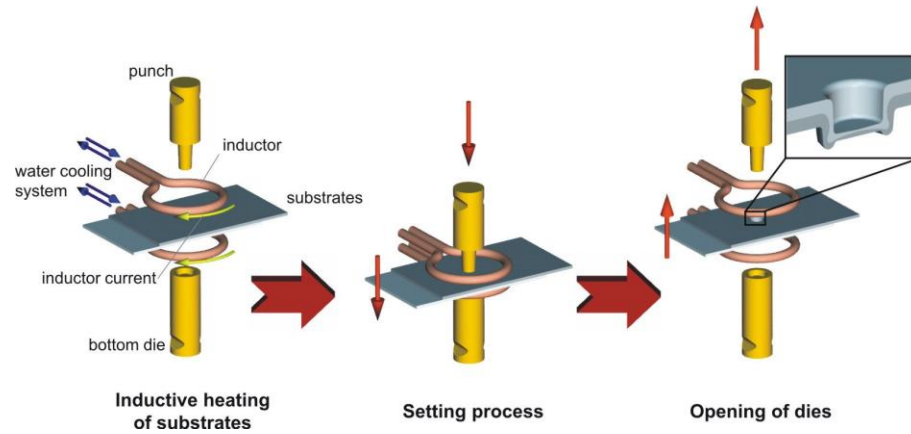 punch
inductor
water cooling
system
substrates
inductor current
bottom die
Inductive heating
of substrates
Setting process
Opening of dies